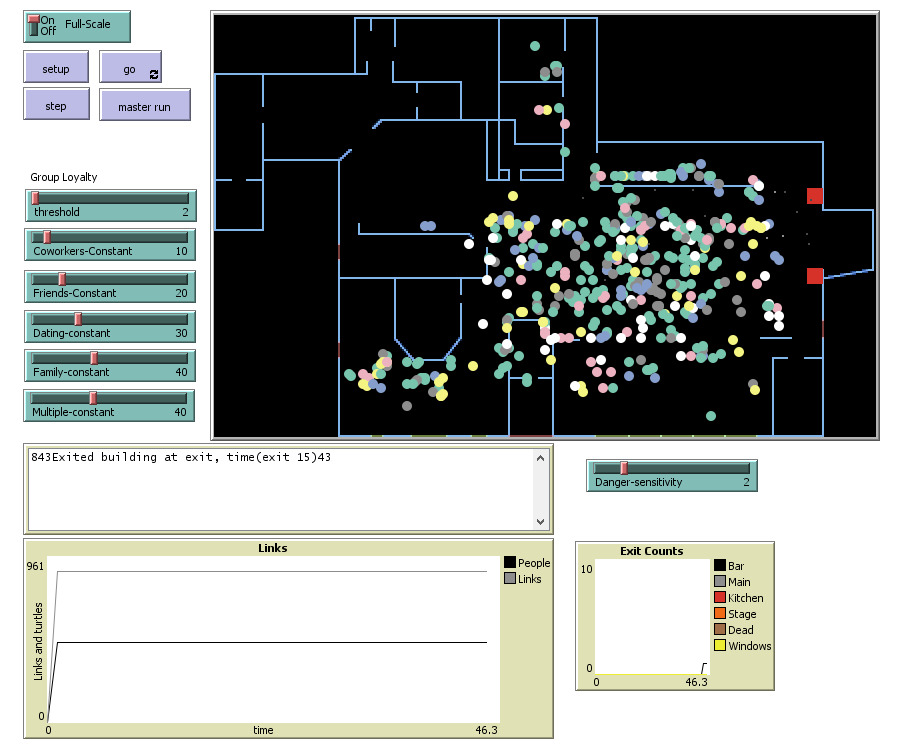 On
Off
Full-Scale
setup
go
step
master run
Group Loyalty
threshold 2
Coworkers-Constant 10
Friends-Constant 20
Dating-constant 30
Family-constant 40
Multiple-constant 40
843Exited building at exit, time(exit 15)43
Danger-sensitivity 2
Links
961
Links and turtles
0
0
time
46.3
People
Links
Exit Counts
10
0
0
46.3
Bar
Main
Kitchen
Stage
Dead
Windows